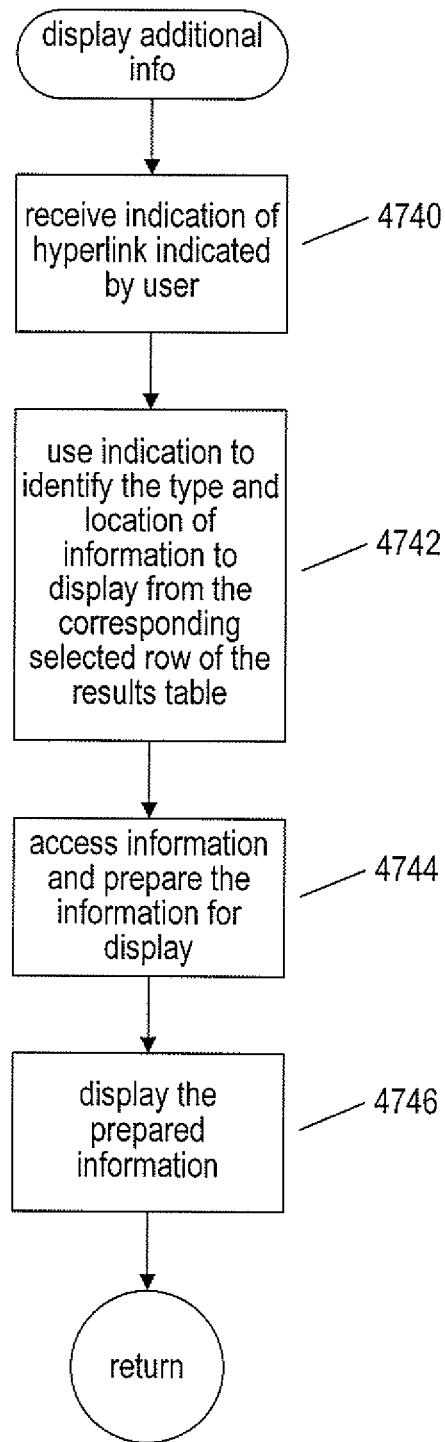 display additional
info
receive indication of
hyperlink indicated
by user
4740
use indication to
identify the type and
location of
information to
display from the
corresponding
selected row of the
results table
4742
access information
and prepare the
information for
display
4744
display the
prepared
information
4746
return